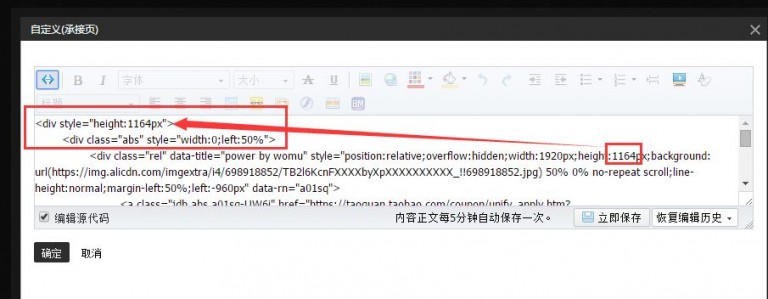 自定义(承接页)
B I 字体 大小 A U
标题 BM
<div style="height:1164px">
<div class="abs" style="width:0;left:50%">
<div class="rel" data-title="power by womu" style="position:relative;overflow:hidden;width:1920px;height:1164px;background:
url(https://img.alicdn.com/imgextra/i4/698918852/TB2l6KcnFXXXXbyXpXXXXXXXXXX_!!698918852.jpg) 50% 0% no-repeat scroll;line-
height:normal;margin-left:50%;left:-960px" data-rn="a01sq">
<a class="jdb abs a01sq-UW6i" href="https://taoquan.taobao.com/coupon/unify_apply.htm?
编辑源代码 内容正文每5分钟自动保存一次。 立即保存 恢复编辑历史
确定 取消